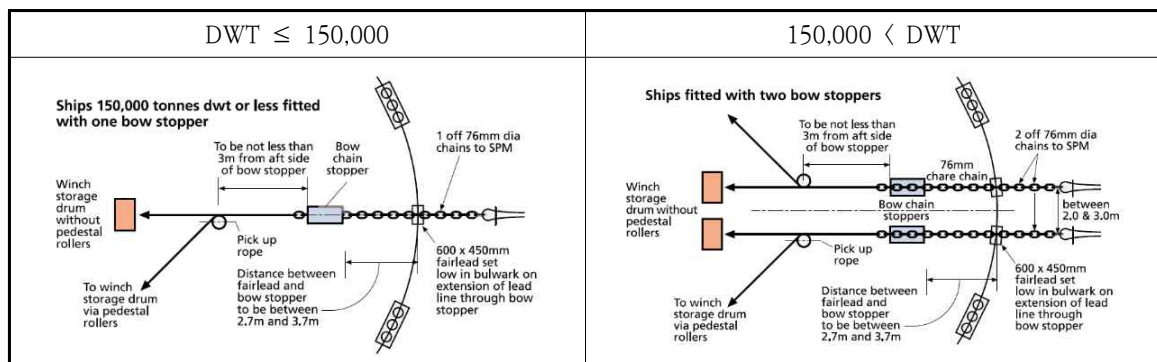 DWT ≤ 150,000
150,000 〈 DWT
Ships 150,000 tonnes dwt or less fitted
with one bow stopper
To be not less than
3m from aft side
of bow stopper
Bow
chain
stopper
1 off 76mm dia
chains to SPM
Winch
storage
drum without
pedestal
rollers
Pick up
rope
To winch
storage drum
via pedestal
rollers
Distance between
fairlead and
bow stopper
to be between
2.7m and 3.7m
600 x 450mm
fairlead set
low in bulwark on
extension of lead
line through bow
stopper
Ships fitted with two bow stoppers
To be not less than
3m from aft side
of bow stopper
2 off 76mm dia
chains to SPM
76mm
chare chain
Winch
storage
drum without
pedestal
rollers
Bow chain
stoppers
between
2.0 & 3.0m
Pick up
rope
To winch
storage drum
via pedestal
rollers
Distance between
fairlead and
bow stopper
to be between
2.7m and 3.7m
600 x 450mm
fairlead set
low in bulwark on
extension of lead
line through
bow stopper